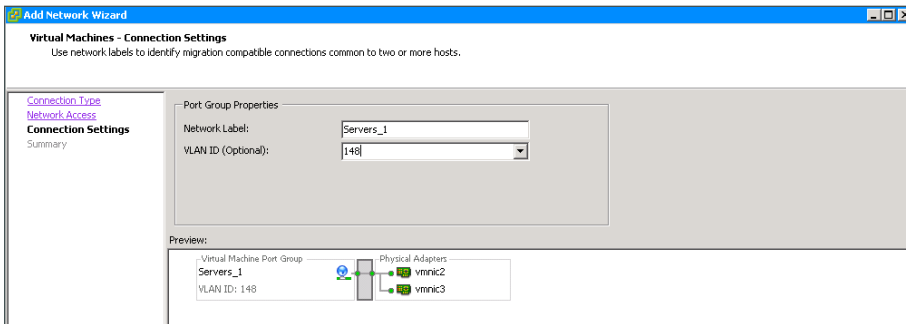 Add Network Wizard
Virtual Machines - Connection Settings
Use network labels to identify migration compatible connections common to two or more hosts.
Connection Type
Network Access
Connection Settings
Summary
Port Group Properties
Network Label:
Servers_1
VLAN ID (Optional):
148
Preview:
Virtual Machine Port Group
Physical Adapters
Servers_1
vmnic2
VLAN ID: 148
vmnic3